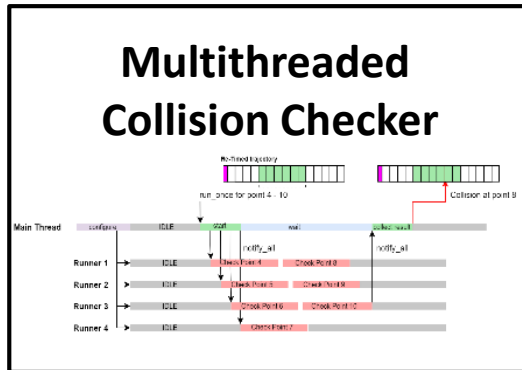 Multithreaded
Collision Checker
Re-Timed trajectory
run_once for point 4 - 10
Collision at point 9
Main Thread
configure
IDLE
start
wait
collect result
notify_all
notify_all
Runner 1
IDLE
Check Point 4
Check Point 8
Runner 2
IDLE
Check Point 5
Check Point 9
Runner 3
IDLE
Check Point 6
Check Point 10
Runner 4
IDLE
Check Point 7